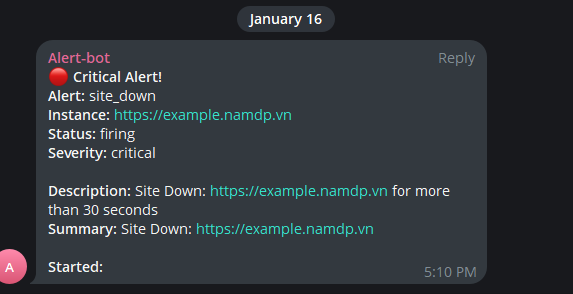 January 16
Alert-bot
Reply
🔴 Critical Alert!
Alert: site_down
Instance: https://example.namdp.vn
Status: firing
Severity: critical
Description: Site Down: https://example.namdp.vn for more
than 30 seconds
Summary: Site Down: https://example.namdp.vn
Started:
A
5:10 PM